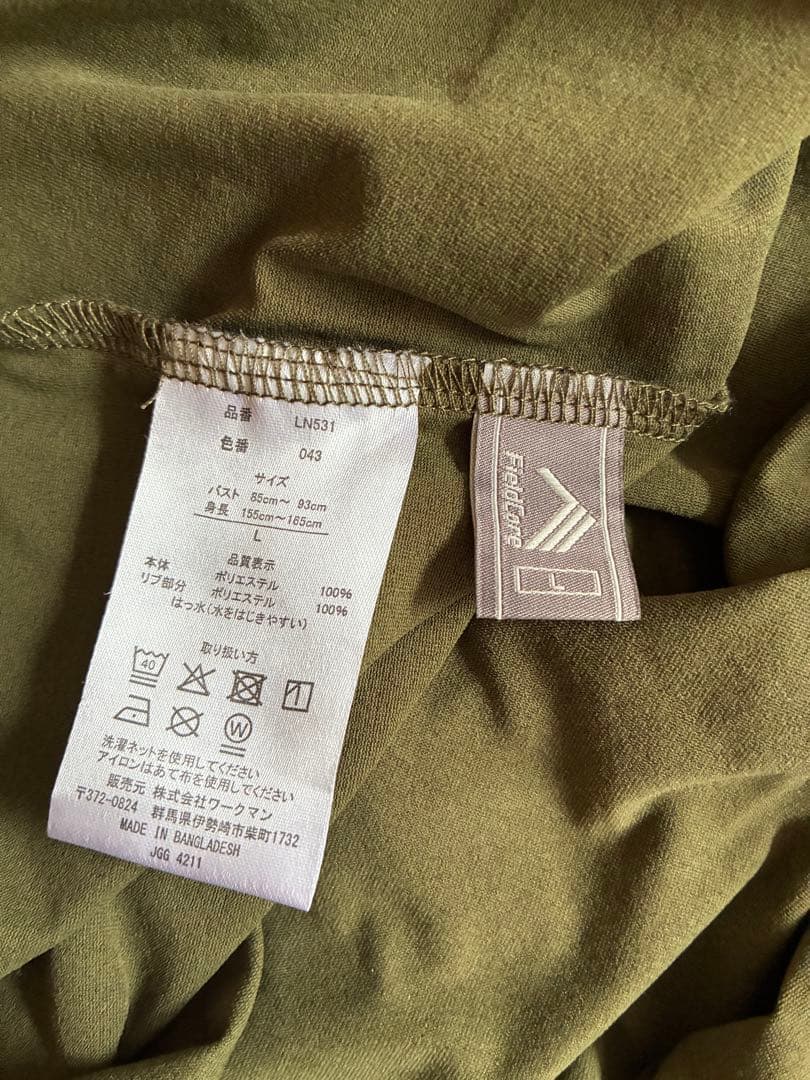 品番 LN531
色番 043
サイズ
バスト 85cm～ 93cm
身長 155cm～165cm
L
品質表示
本体 ポリエステル 100%
リブ部分 ポリエステル 100%
はっ水(水をはじきやすい)
取り扱い方
40
W
洗濯ネットを使用してください
アイロンはあて布を使用してください
販売元 株式会社ワークマン
〒372-0824 群馬県伊勢崎市柴町1732
MADE IN BANGLADESH
JGG 4211
FieldCore
L